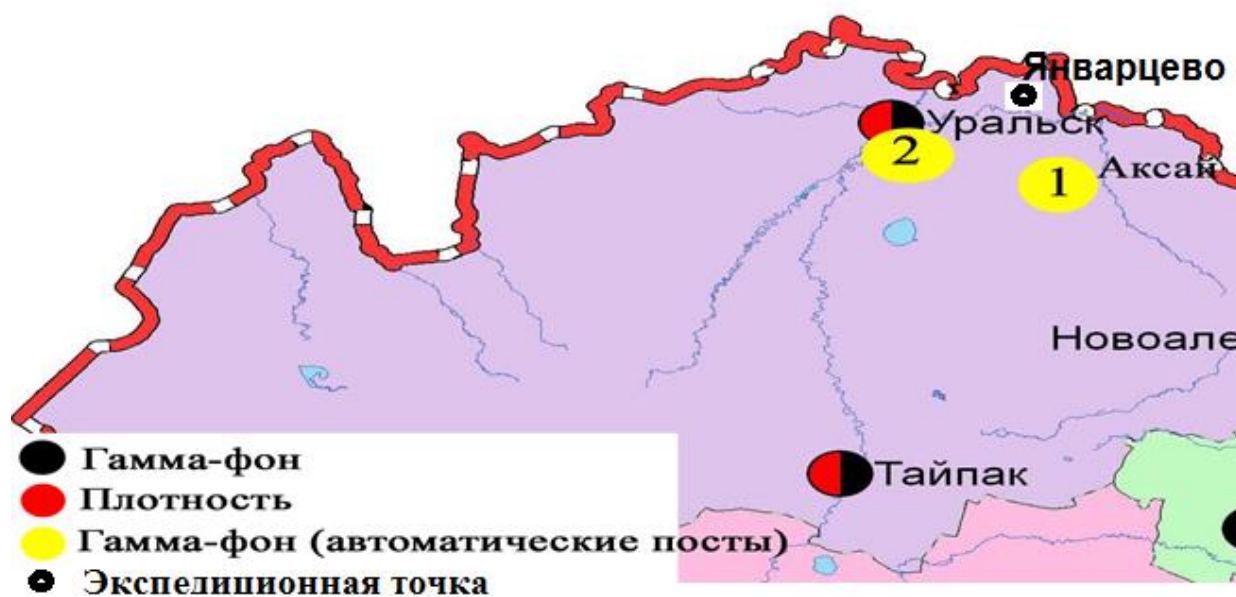 Январцево
Уральск
2
1
Аксай
Новоале
Тайпак
Гамма-фон
Плотность
Гамма-фон (автоматические посты)
Экспедиционная точка